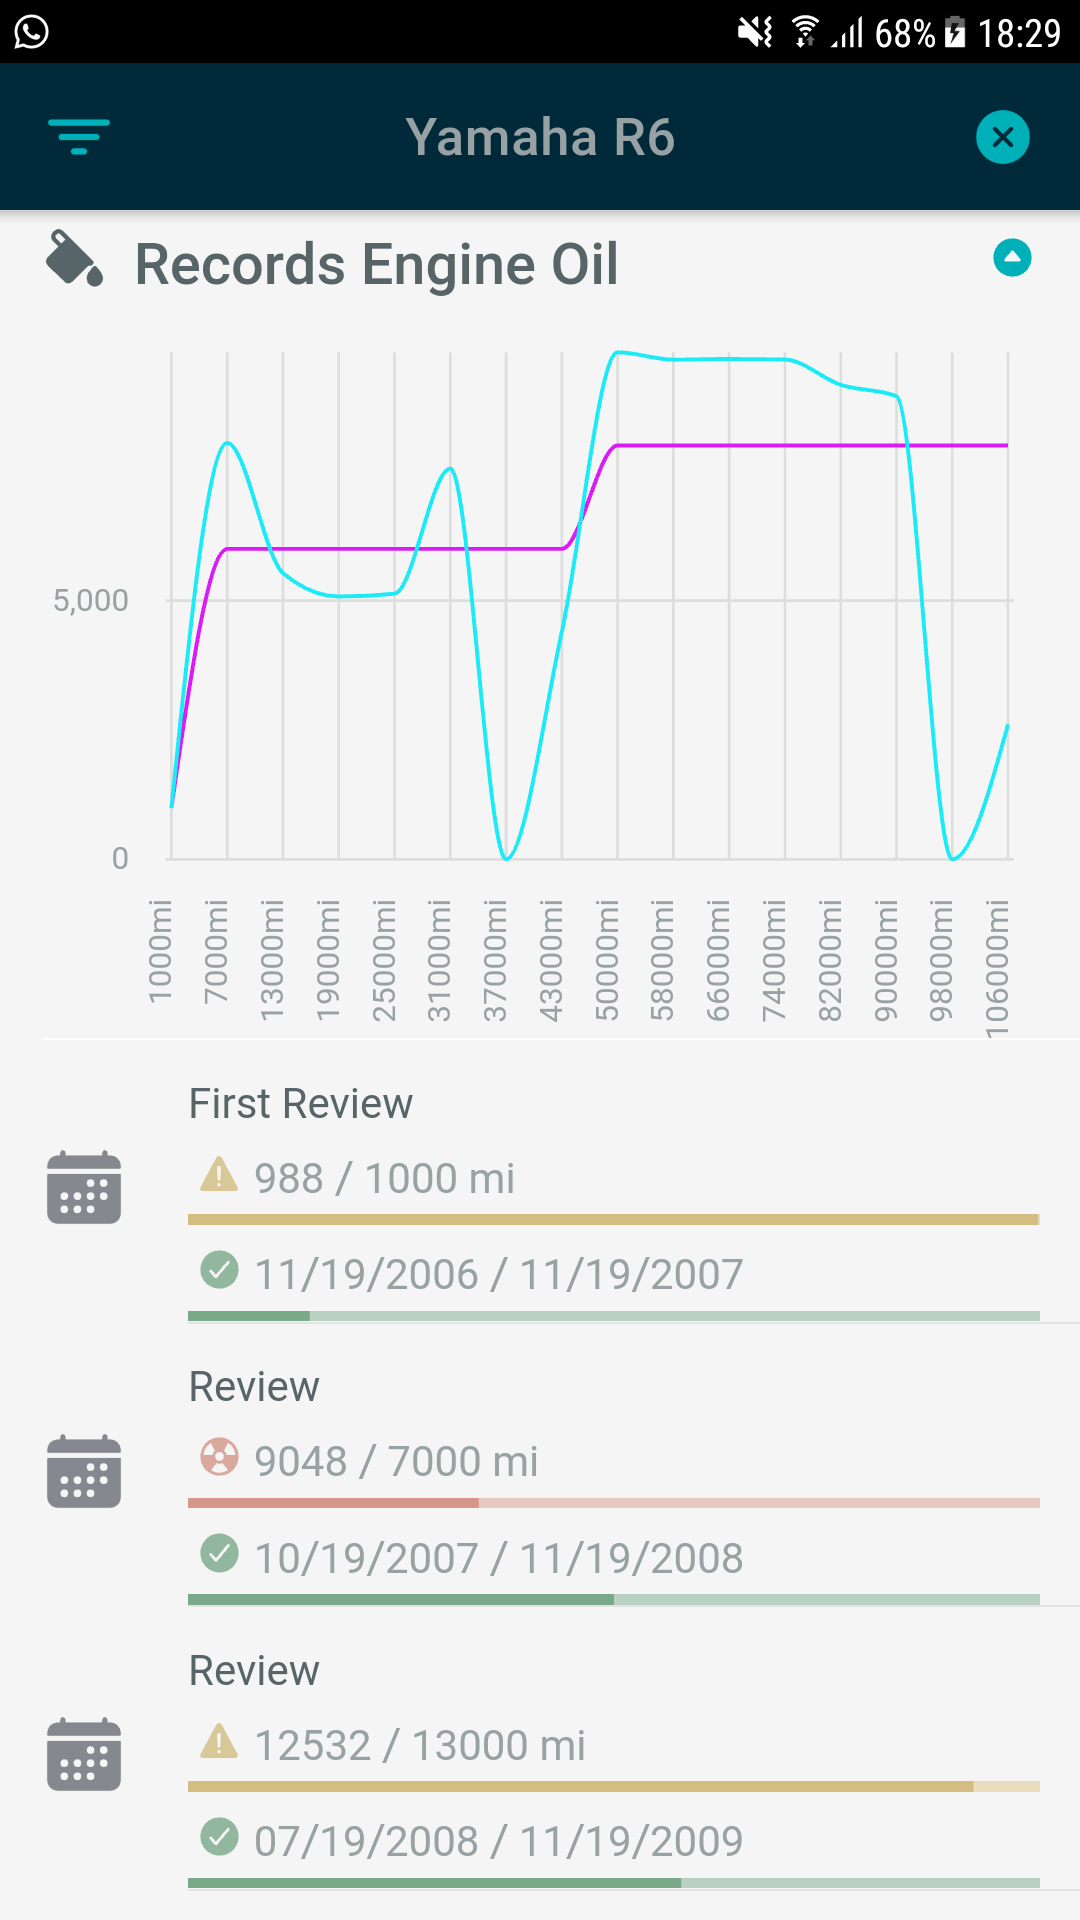 68% 18:29
Yamaha R6
Records Engine Oil
5,000
0
1000mi
7000mi
13000mi
19000mi
25000mi
31000mi
37000mi
43000mi
50000mi
58000mi
66000mi
74000mi
82000mi
90000mi
98000mi
106000mi
First Review
988 / 1000 mi
11/19/2006 / 11/19/2007
Review
9048 / 7000 mi
10/19/2007 / 11/19/2008
Review
12532 / 13000 mi
07/19/2008 / 11/19/2009